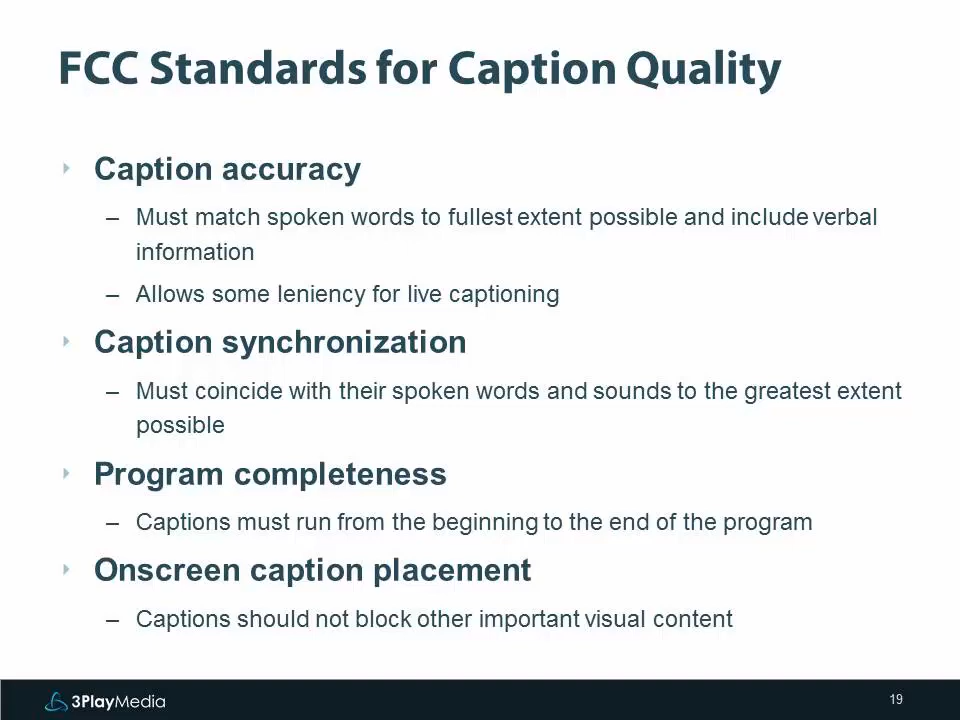 FCC Standards for Caption Quality
Caption accuracy
– Must match spoken words to fullest extent possible and include verbal
information
– Allows some leniency for live captioning
Caption synchronization
– Must coincide with their spoken words and sounds to the greatest extent
possible
Program completeness
– Captions must run from the beginning to the end of the program
Onscreen caption placement
– Captions should not block other important visual content
3PlayMedia
19